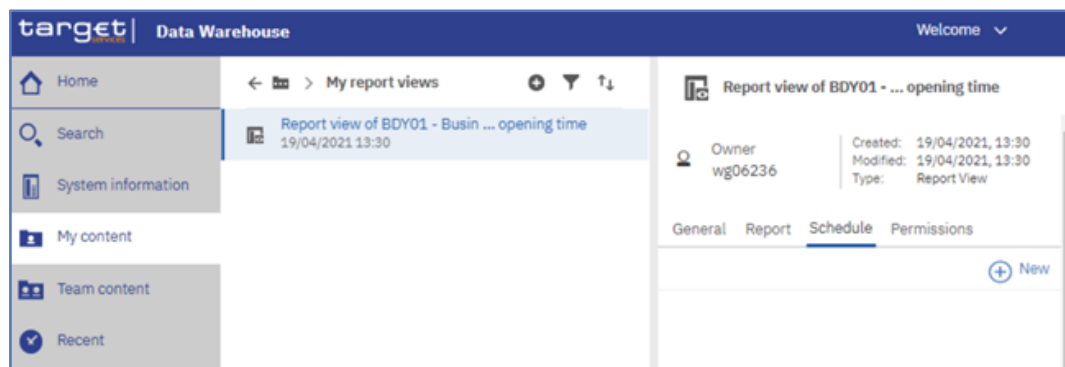 target| Data Warehouse
services
Welcome
Home
Search
System information
My content
Team content
Recent
My report views
Report view of BDY01 - Busin ... opening time
19/04/2021 13:30
Report view of BDY01 - ... opening time
Owner
wg06236
Created: 19/04/2021, 13:30
Modified: 19/04/2021, 13:30
Type: Report View
General Report Schedule Permissions
New